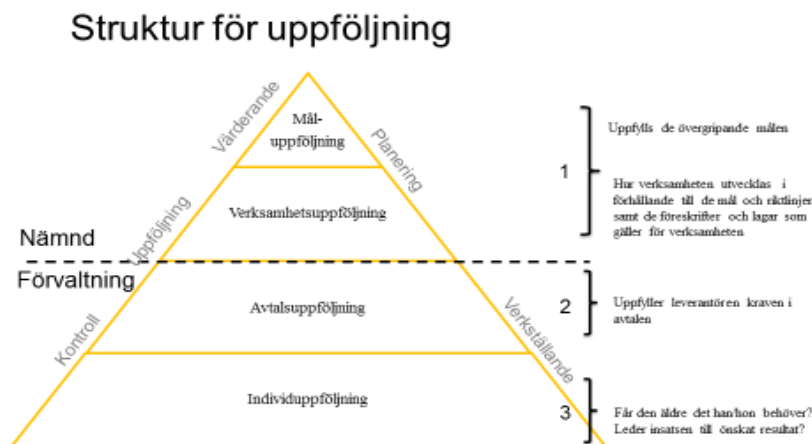 Struktur för uppföljning
Värderande
Mål-
uppföljning
Planering
Uppföljning
Verksamhetsuppföljning
Nämnd
Förvaltning
Kontroll
Avtalsuppföljning
Verkställande
Individuppföljning
1
Uppfylls de övergripande målen
Hur verksamheten utvecklas i
förhållande till de mål och riktlinjer
samt de föreskrifter och lagar som
gäller för verksamheten
2
Uppfyller leverantören kraven i
avtalen
3
Får den äldre det han/hon behöver?
Leder insatsen till önskat resultat?